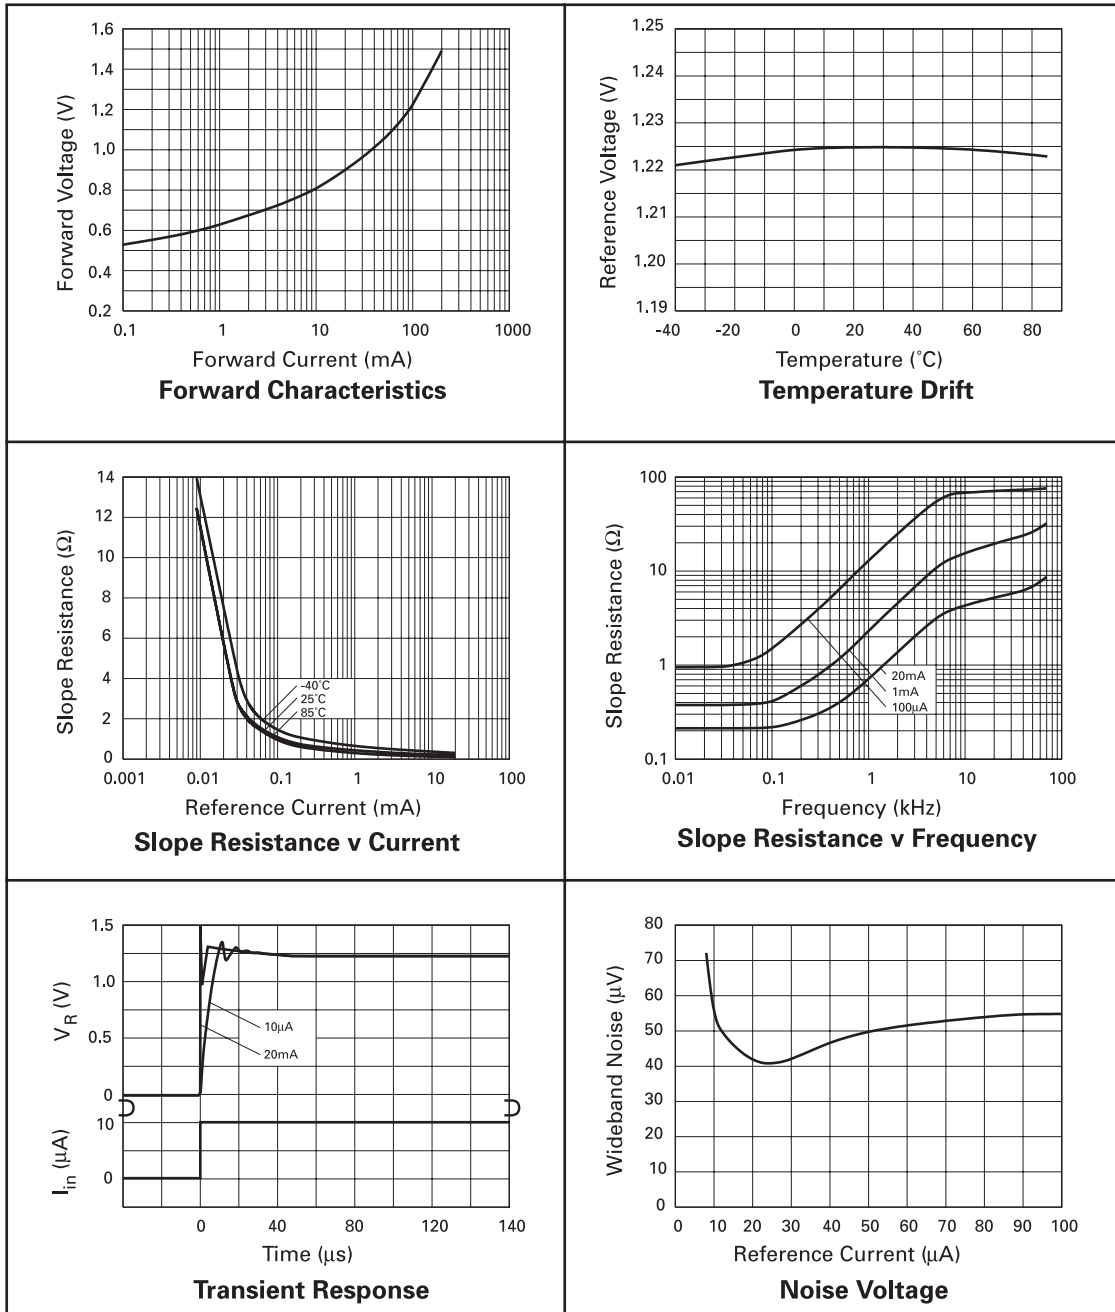 1.6
1.4
1.2
1.0
0.8
0.6
0.4
0.2
Forward Voltage (V)
0.1 1 10 100 1000
Forward Current (mA)
Forward Characteristics
1.25
1.24
1.23
1.22
1.21
1.20
1.19
Reference Voltage (V)
-40 -20 0 20 40 60 80
Temperature (˚C)
Temperature Drift
14
12
10
8
6
4
2
0
Slope Resistance (Ω)
-40˚C
25˚C
85˚C
0.001 0.01 0.1 1 10 100
Reference Current (mA)
Slope Resistance v Current
100
10
1
0.1
Slope Resistance (Ω)
20mA
1mA
100µA
0.01 0.1 1 10 100
Frequency (kHz)
Slope Resistance v Frequency
1.5
1.0
0.5
0
VR (V)
10µA
20mA
10
0
Iin (µA)
0 40 80 120 140
Time (µs)
Transient Response
80
70
60
50
40
30
20
10
0
Wideband Noise (µV)
0 10 20 30 40 50 60 70 80 90 100
Reference Current (µA)
Noise Voltage